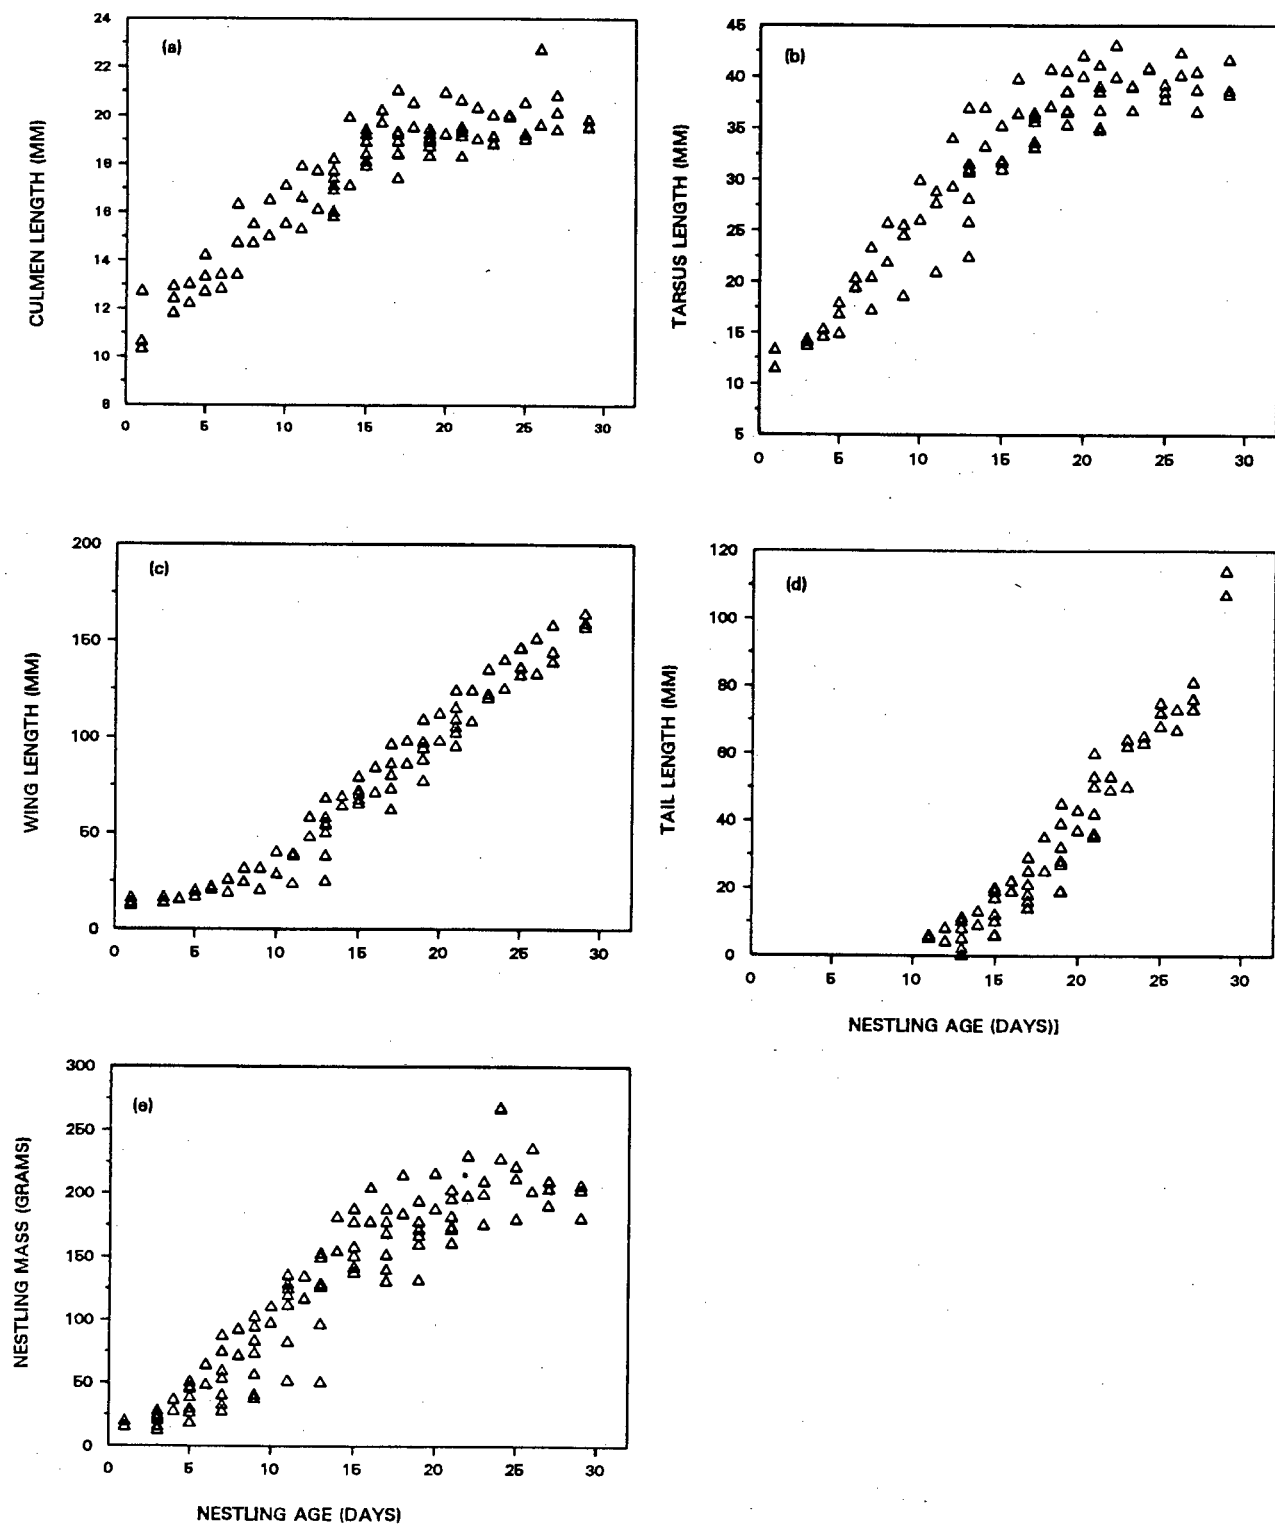 24
22
20
18
16
14
12
10
8
(a)
CULMEN LENGTH (MM)
0 5 10 15 20 25 30
45
40
35
30
25
20
15
10
5
(b)
TARSUS LENGTH (MM)
0 5 10 15 20 25 30
200
150
100
50
0
(c)
WING LENGTH (MM)
0 5 10 15 20 25 30
120
100
80
60
40
20
0
(d)
TAIL LENGTH (MM)
0 5 10 15 20 25 30
NESTLING AGE (DAYS)]
300
250
200
150
100
50
0
(e)
NESTLING MASS (GRAMS)
0 5 10 15 20 25 30
NESTLING AGE (DAYS)